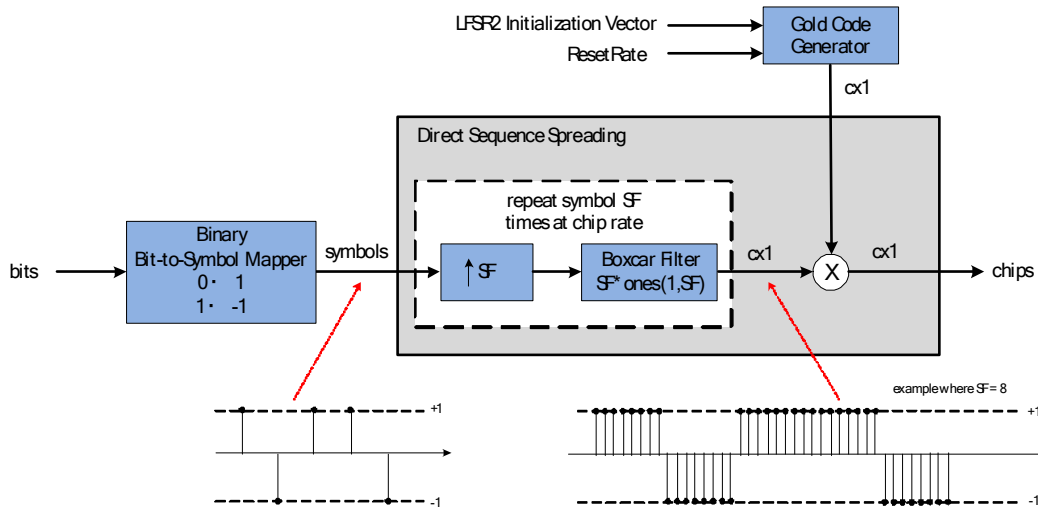 LFSR2 Initialization Vector
Reset Rate
Gold Code
Generator
cx1
Direct Sequence Spreading
repeat symbol SF
times at chip rate
bits
Binary
Bit-to-Symbol Mapper
0· 1
1· -1
symbols
↑ SF
Boxcar Filter
SF* ones(1,SF)
cx1
X
cx1
chips
example where SF = 8
+1
-1
+1
-1